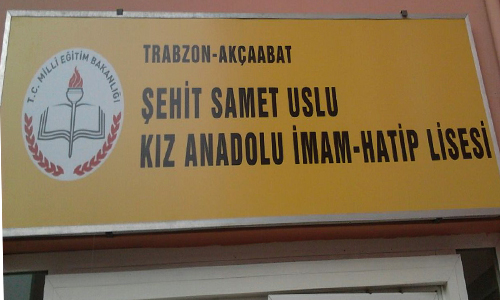 T.C. MİLLİ EĞİTİM BAKANLIĞI
TRABZON-AKÇAABAT
ŞEHİT SAMET USLU
KIZ ANADOLU İMAM-HATİP LİSESİ